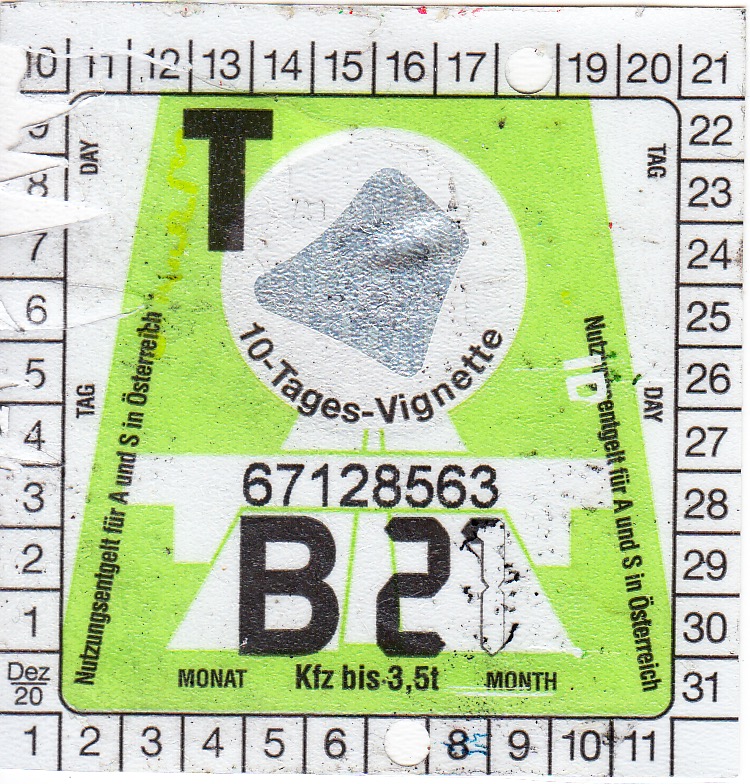 10 11 12 13 14 15 16 17 19 20 21
9
8
7
6
5
4
3
2
1
Dez
20
DAY
TAG
T
10-Tages-Vignette
Nutzungsentgelt für A und S in Österreich
67128563
B 2
MONAT Kfz bis 3,5t MONTH
TAG
DAY
entgelt für A und S in Österreich
22
23
24
25
26
27
28
29
30
31
1 2 3 4 5 6 8 9 10 11